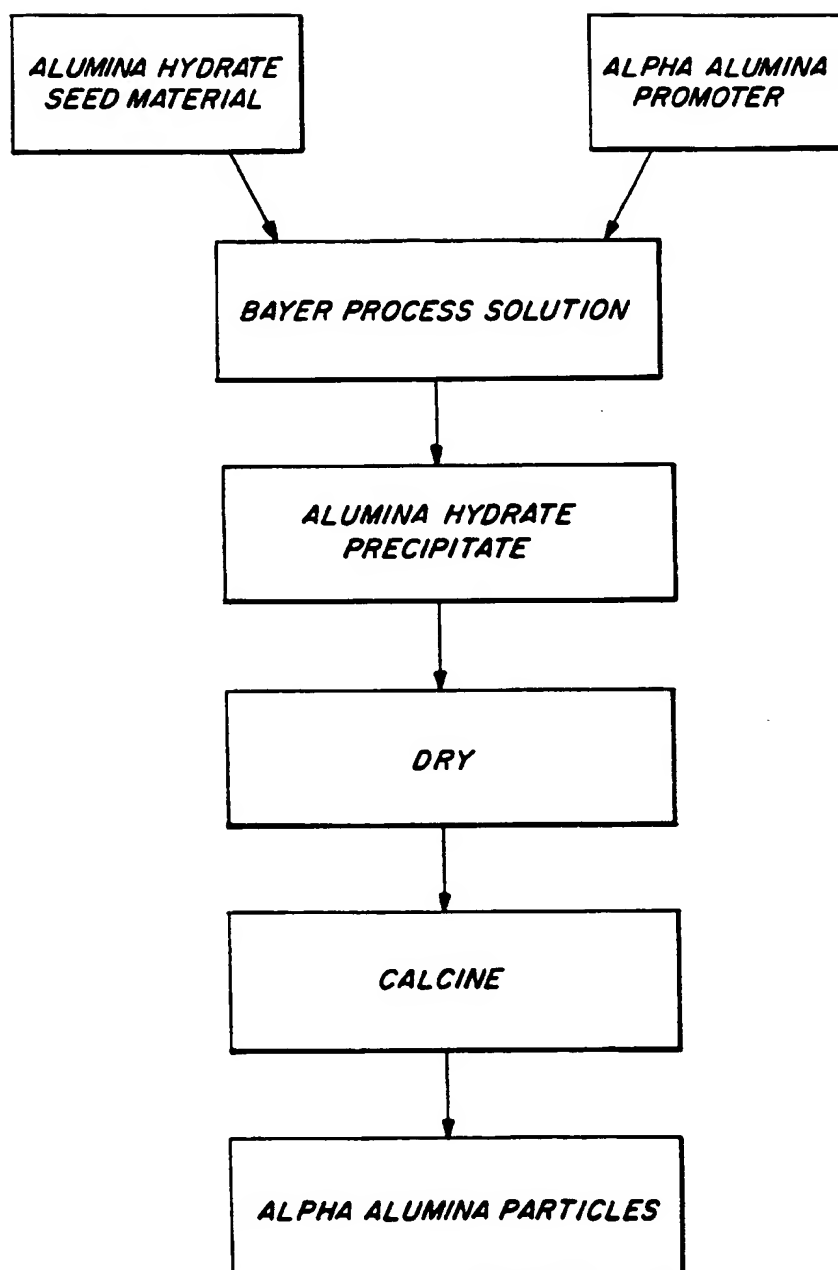 ALUMINA HYDRATE
SEED MATERIAL
ALPHA ALUMINA
PROMOTER
BAYER PROCESS SOLUTION
ALUMINA HYDRATE
PRECIPITATE
DRY
CALCINE
ALPHA ALUMINA PARTICLES